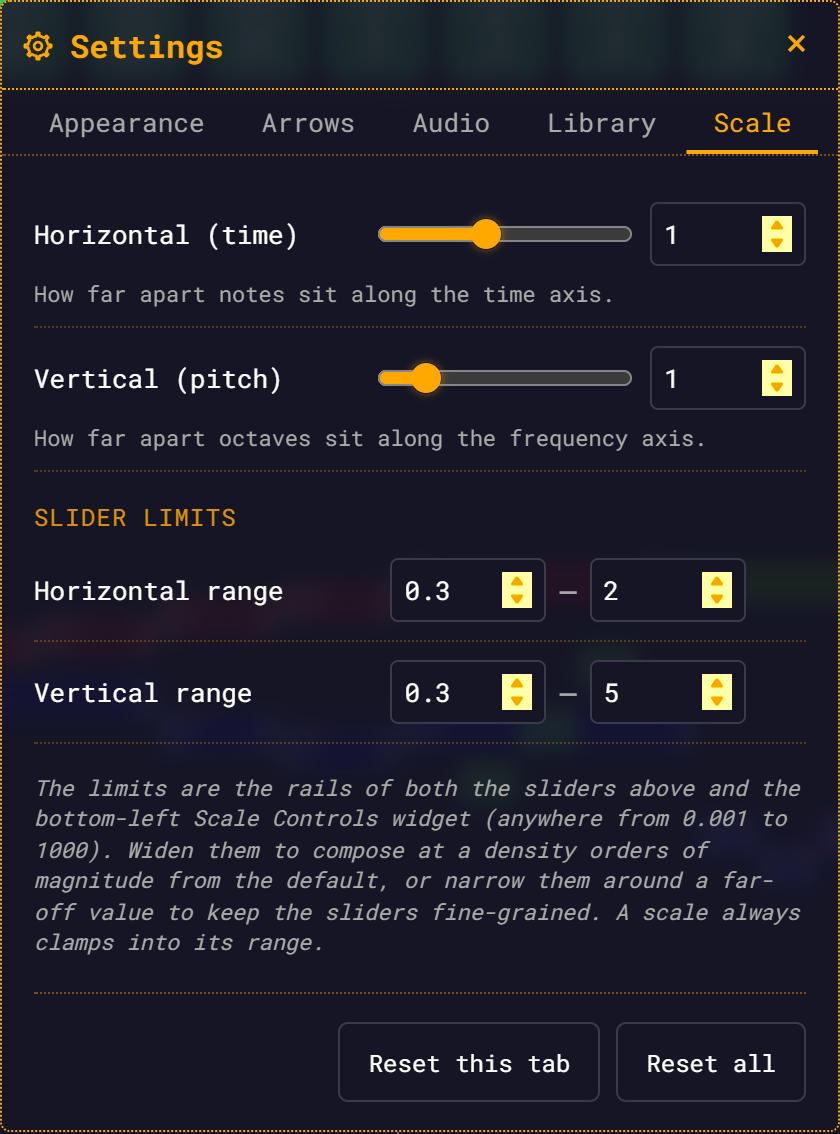 Settings
×
Appearance Arrows Audio Library Scale
Horizontal (time) 1
How far apart notes sit along the time axis.
Vertical (pitch) 1
How far apart octaves sit along the frequency axis.
SLIDER LIMITS
Horizontal range 0.3 — 2
Vertical range 0.3 — 5
The limits are the rails of both the sliders above and the
bottom-left Scale Controls widget (anywhere from 0.001 to
1000). Widen them to compose at a density orders of
magnitude from the default, or narrow them around a far-
off value to keep the sliders fine-grained. A scale always
clamps into its range.
Reset this tab Reset all